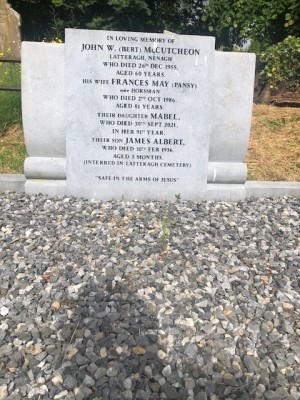 IN LOVING MEMORY OF
JOHN W. (BERT) McCUTCHEON
LATTERAGH, NENAGH
WHO DIED 26TH DEC 1955,
AGED 60 YEARS.
HIS WIFE FRANCES MAY (PANSY)
NÉE HORSMAN
WHO DIED 2ND OCT 1986,
AGED 81 YEARS.
THEIR DAUGHTER MABEL,
WHO DIED 30TH SEPT 2021,
IN HER 91ST YEAR.
THEIR SON JAMES ALBERT,
WHO DIED 10TH FEB 1936,
AGED 3 MONTHS.
(INTERRED IN LATTERAGH CEMETERY)
"SAFE IN THE ARMS OF JESUS"